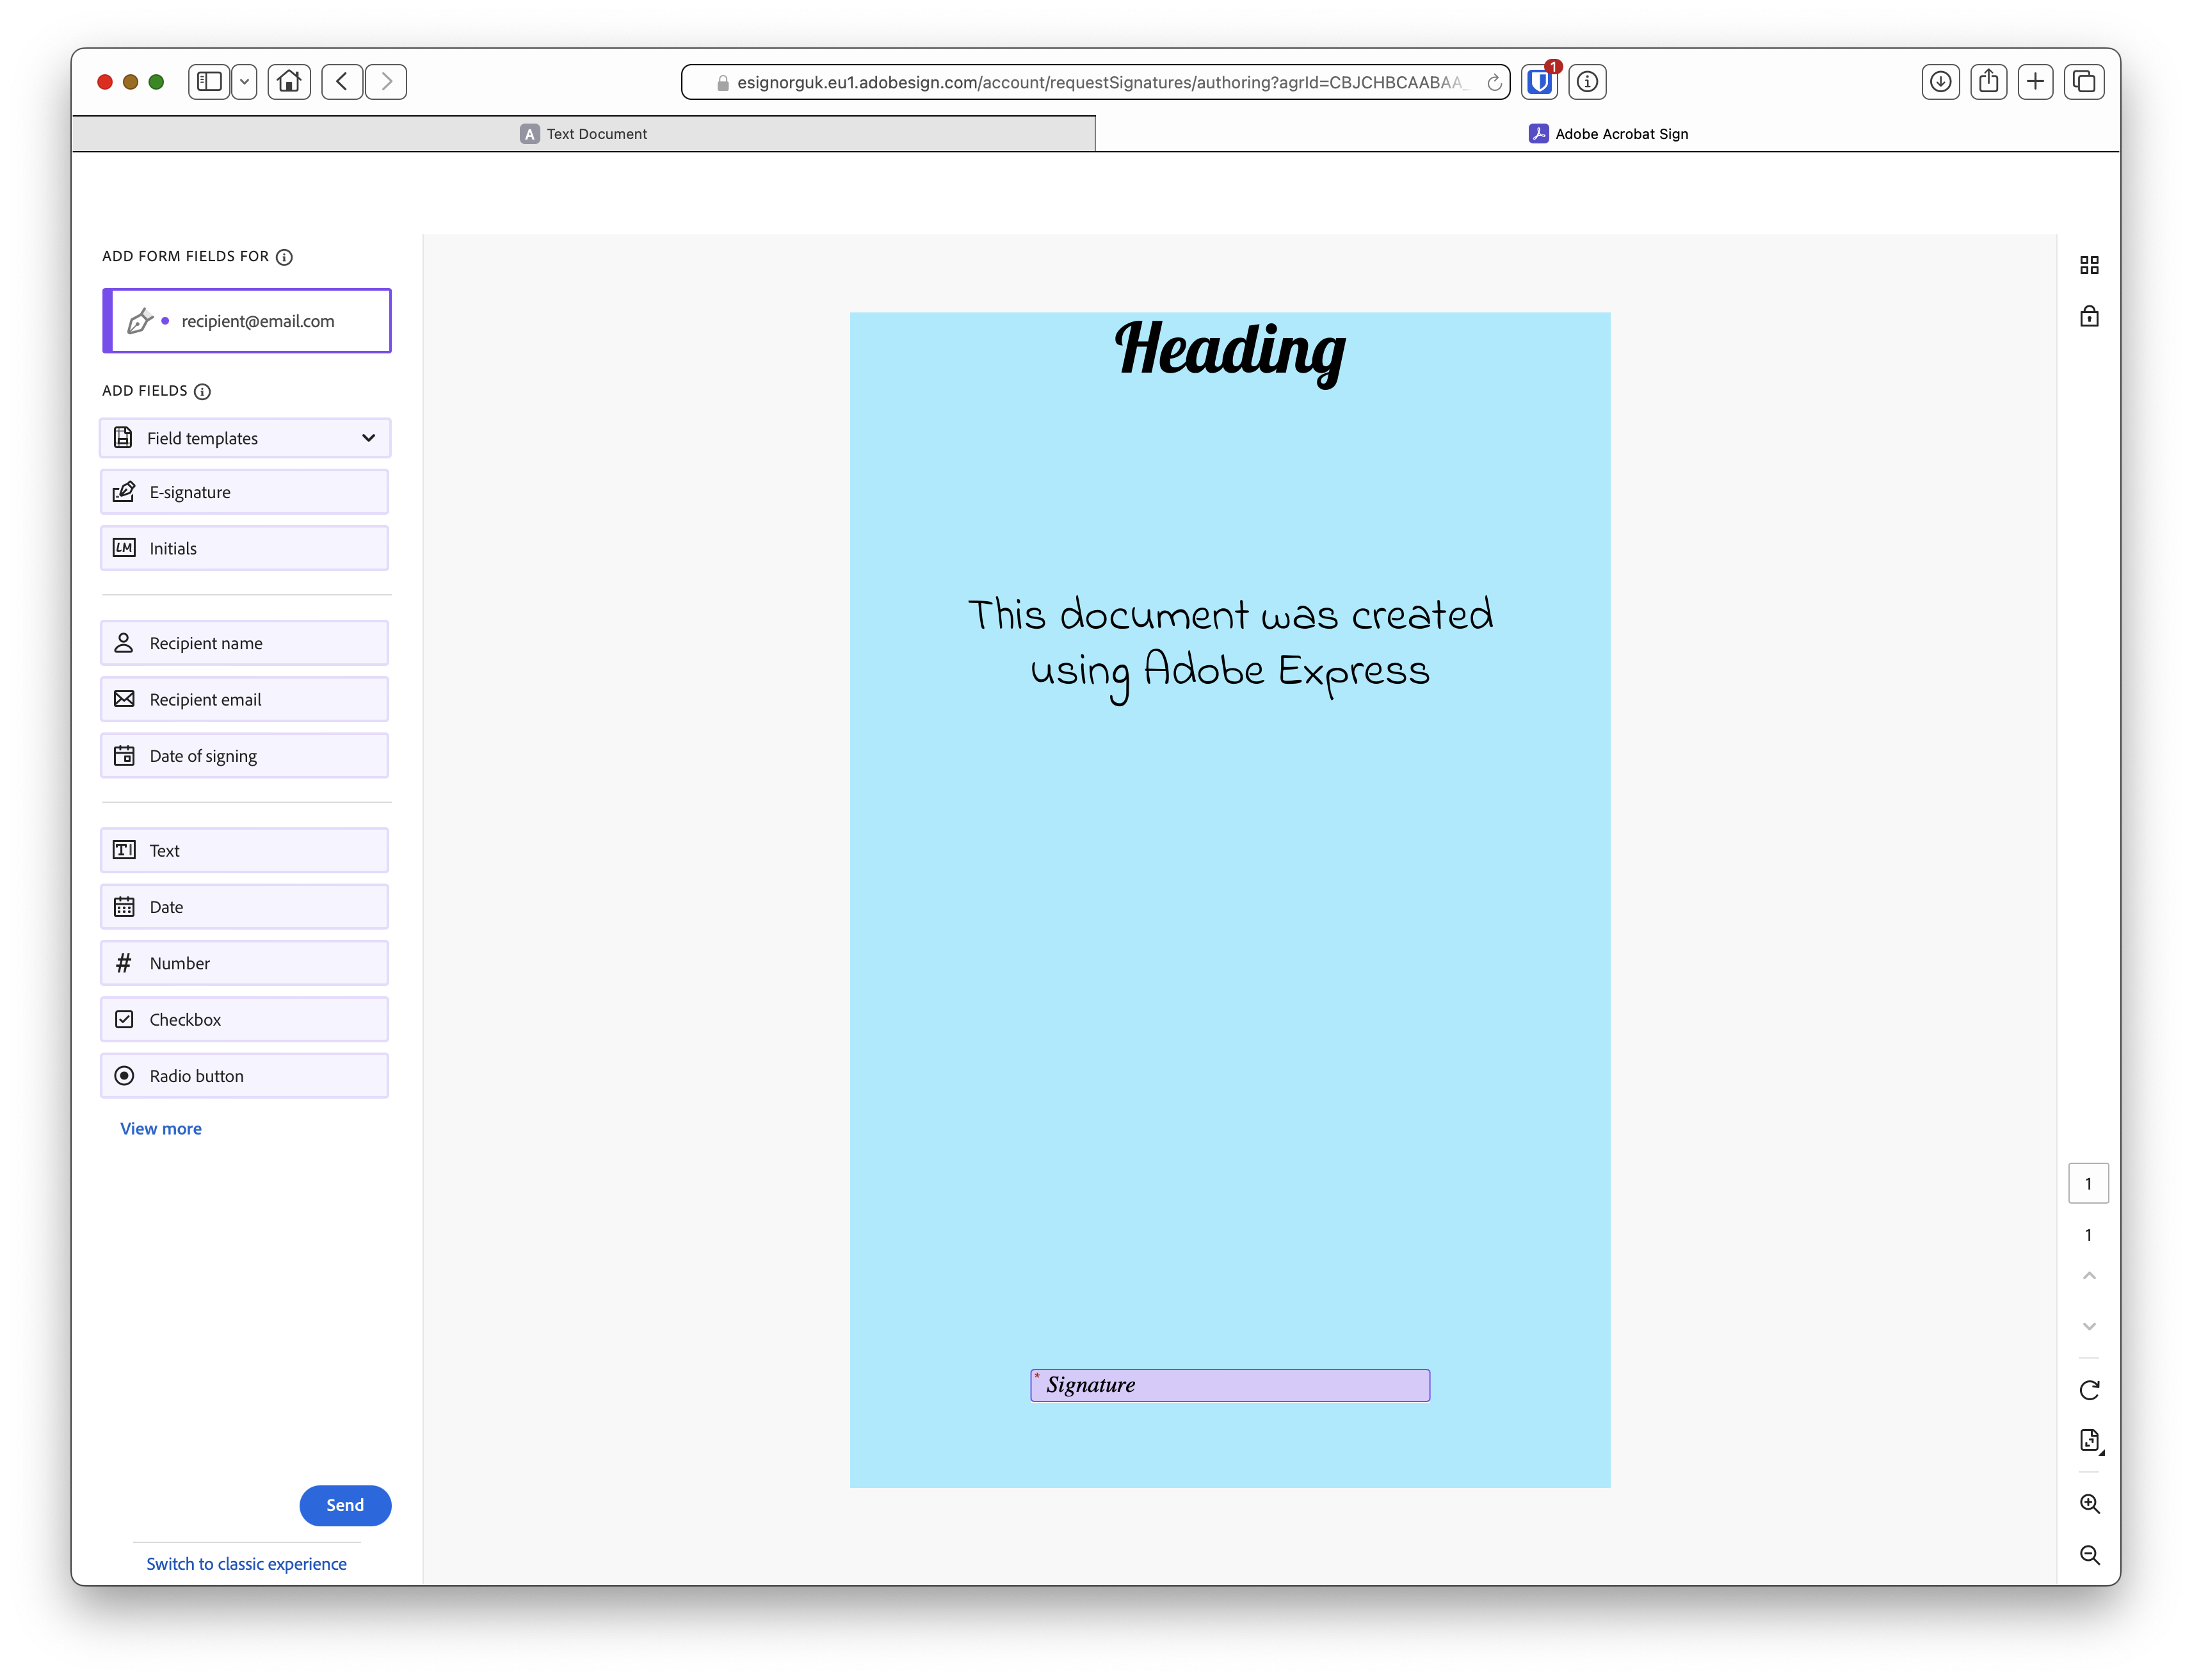 esignorguk.eu1.adobesign.com/account/requestSignatures/authoring?agrId=CBJCHBCAABAA_
1
A Text Document
Adobe Acrobat Sign
ADD FORM FIELDS FOR
recipient@email.com
ADD FIELDS
Field templates
E-signature
LM Initials
Recipient name
Recipient email
Date of signing
Text
Date
# Number
Checkbox
Radio button
View more
Send
Switch to classic experience
Heading
This document was created
using Adobe Express
* Signature
1
1